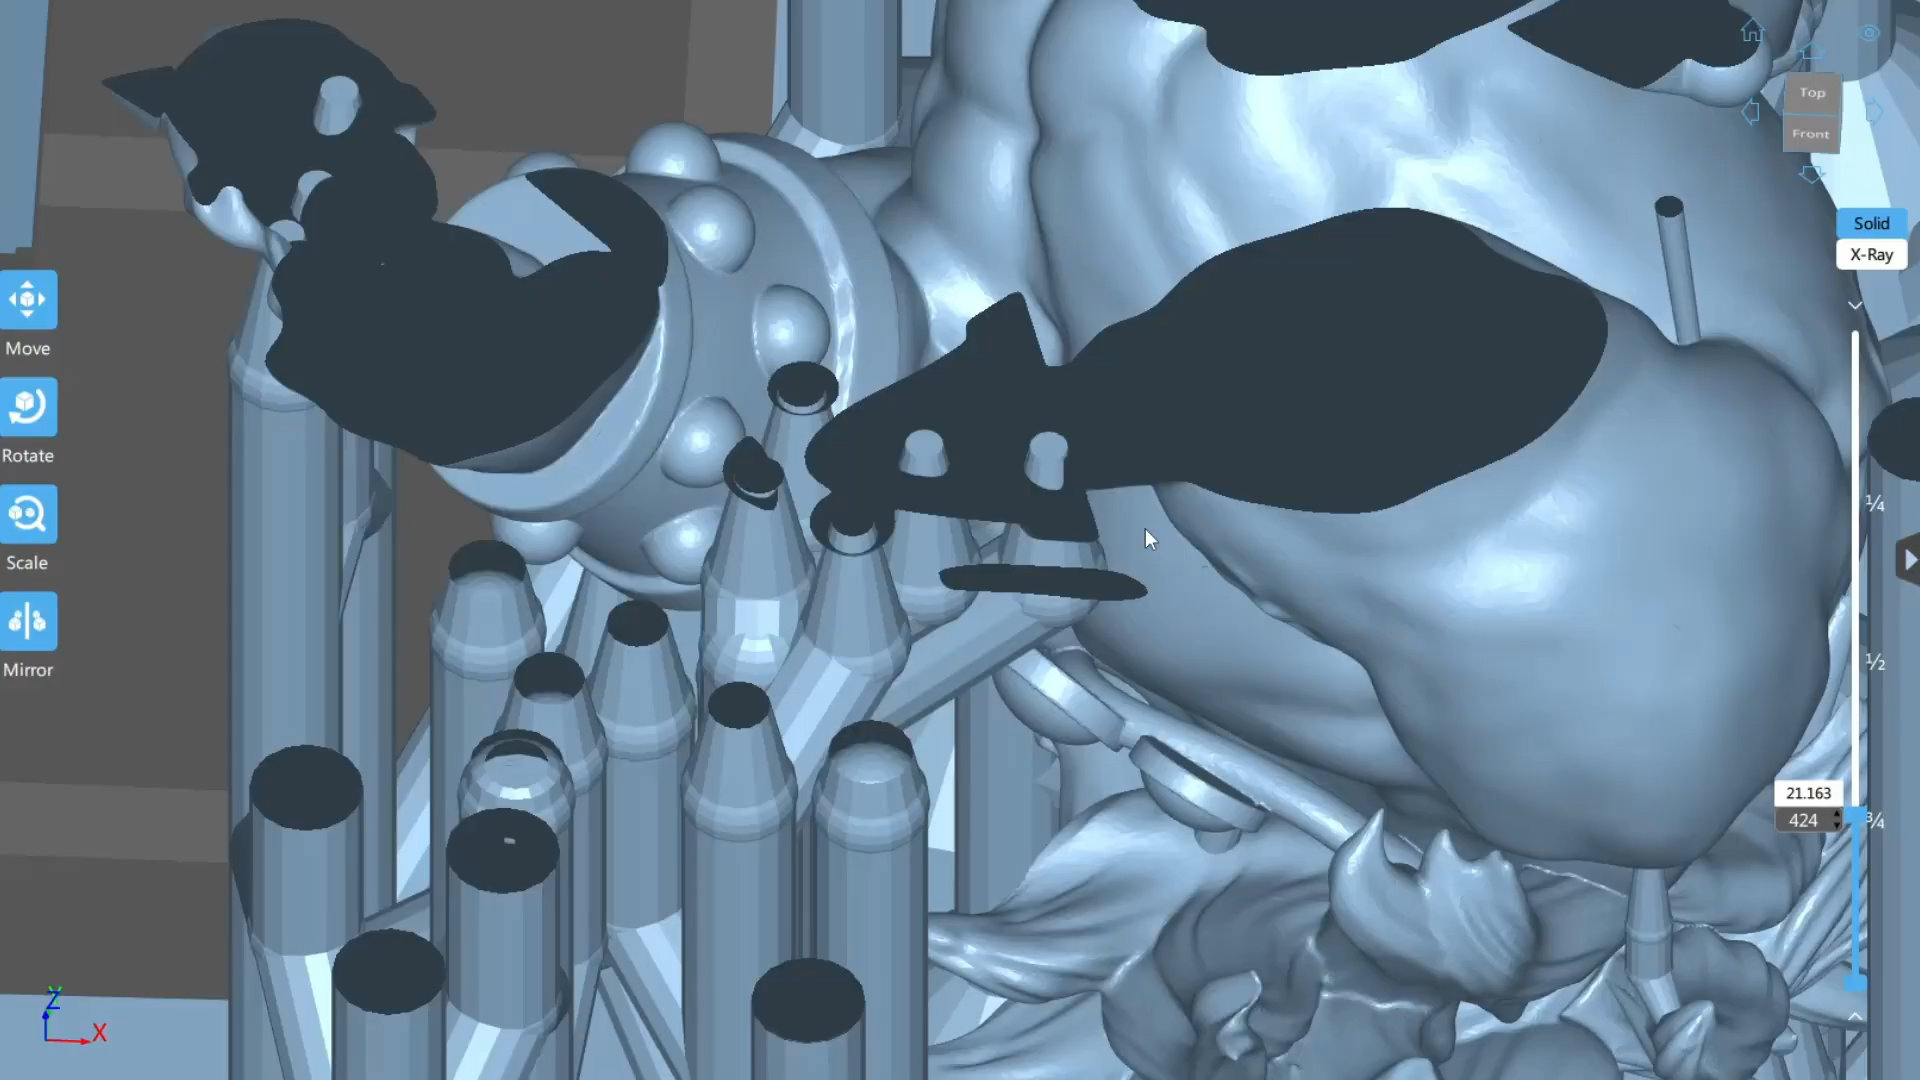 Top
Front
Solid
X-Ray
Move
Rotate
Scale
Mirror
¼
½
¾
21.163
424
Z
X